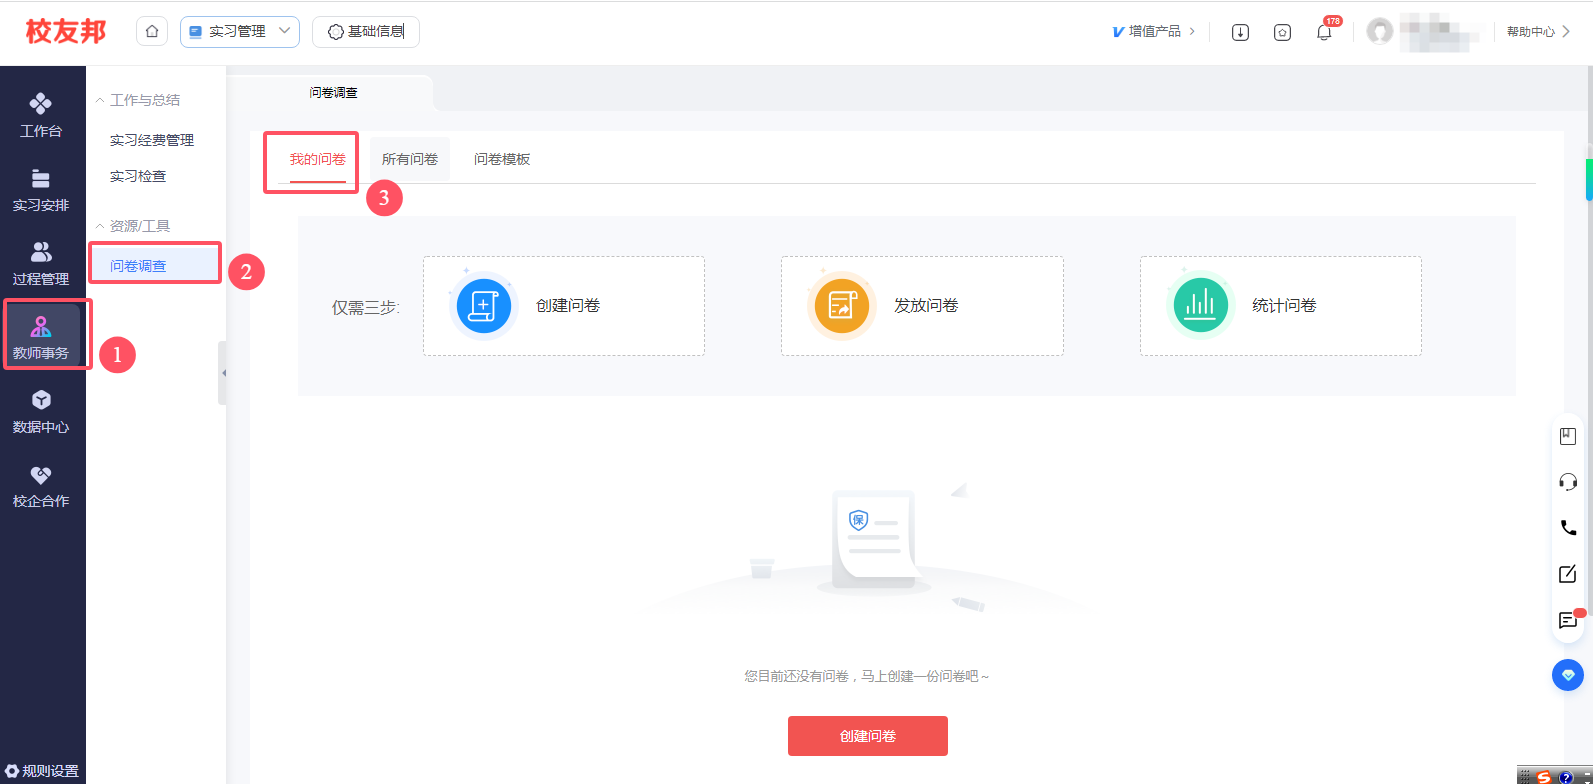 校友邦
实习管理
基础信息
增值产品
178
帮助中心
工作台
实习安排
过程管理
教师事务
1
数据中心
校企合作
规则设置
工作与总结
实习经费管理
实习检查
资源/工具
问卷调查
2
问卷调查
我的问卷
所有问卷
问卷模板
3
仅需三步:
创建问卷
发放问卷
统计问卷
保
您目前还没有问卷，马上创建一份问卷吧～
创建问卷